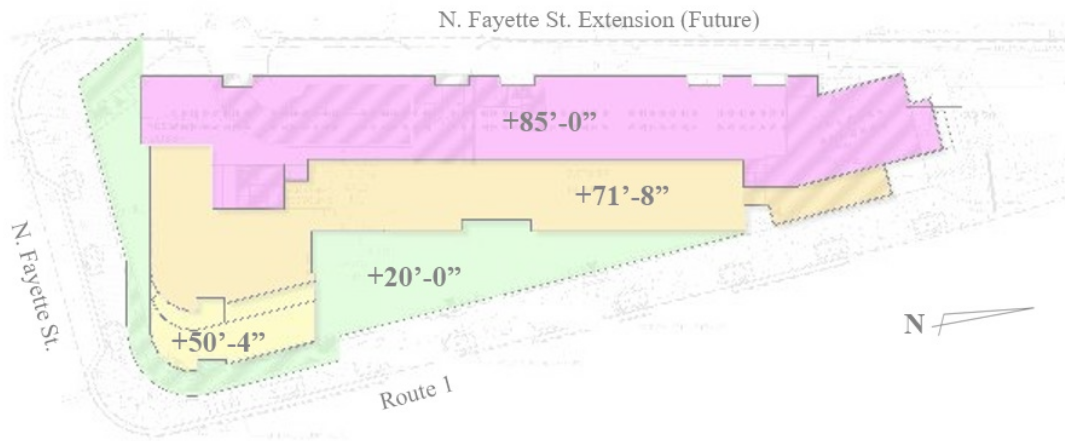 N. Fayette St. Extension (Future)
+85’-0”
+71’-8”
+20’-0”
N. Fayette St.
+50’-4”
N
Route 1